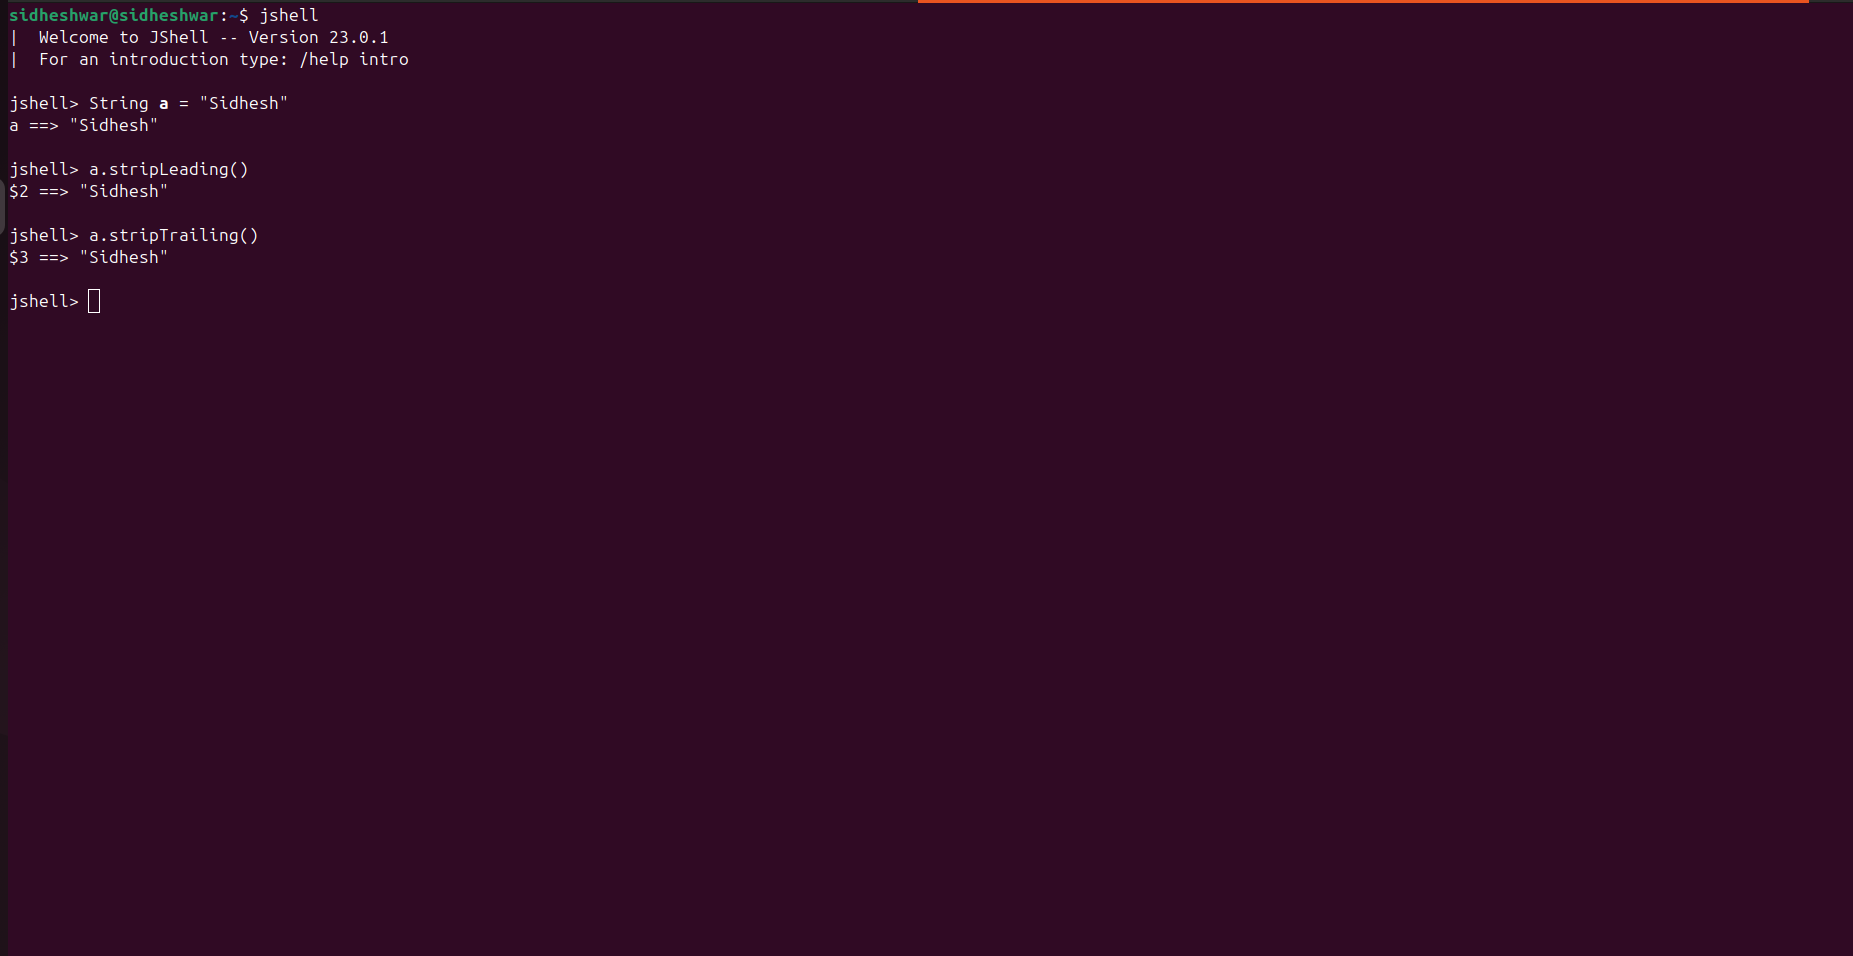 sidheshwar@sidheshwar:~$ jshell
|  Welcome to JShell -- Version 23.0.1
|  For an introduction type: /help intro
jshell> String a = "Sidhesh"
a ==> "Sidhesh"
jshell> a.stripLeading()
$2 ==> "Sidhesh"
jshell> a.stripTrailing()
$3 ==> "Sidhesh"
jshell>